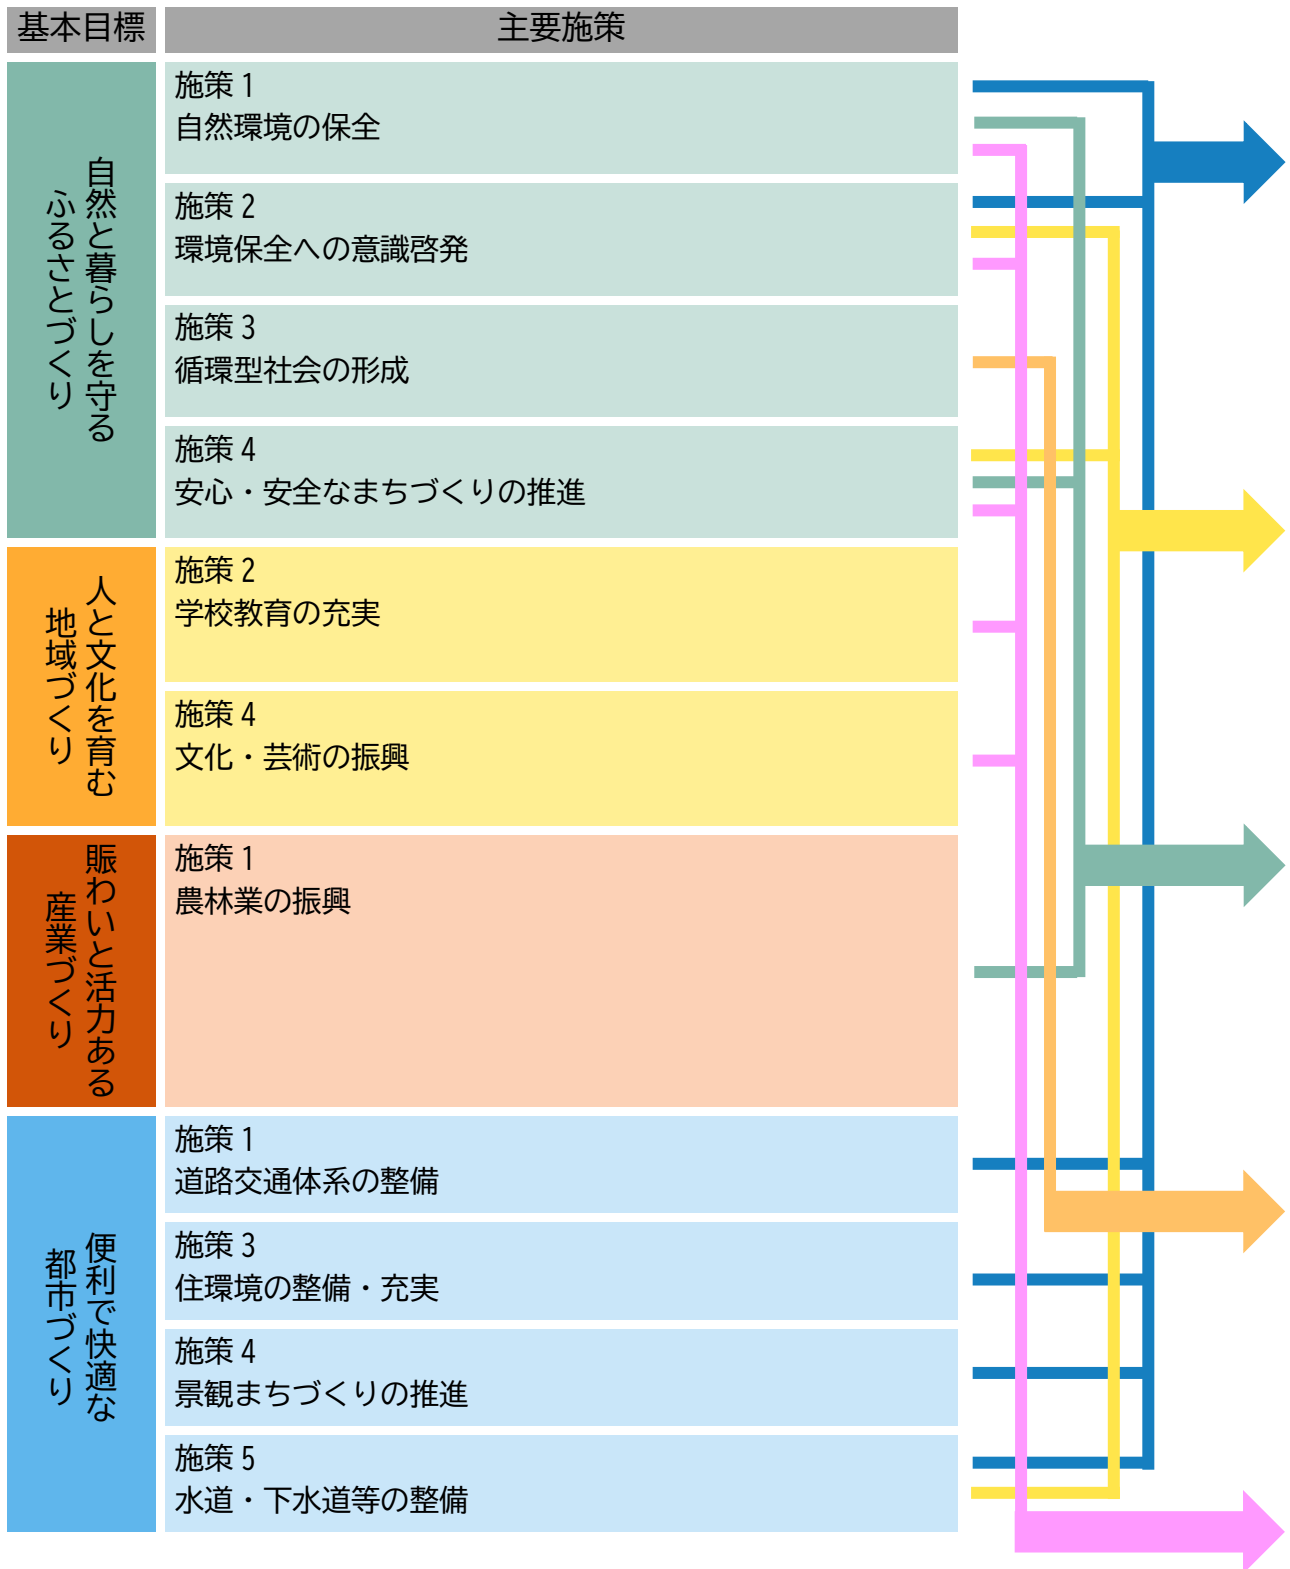 基本目標
主要施策
自然と暮らしを守る
ふるさとづくり
施策 1
自然環境の保全
施策 2
環境保全への意識啓発
施策 3
循環型社会の形成
施策 4
安心・安全なまちづくりの推進
人と文化を育む
地域づくり
施策 2
学校教育の充実
施策 4
文化・芸術の振興
賑わいと活力ある
産業づくり
施策 1
農林業の振興
便利で快適な
都市づくり
施策 1
道路交通体系の整備
施策 3
住環境の整備・充実
施策 4
景観まちづくりの推進
施策 5
水道・下水道等の整備